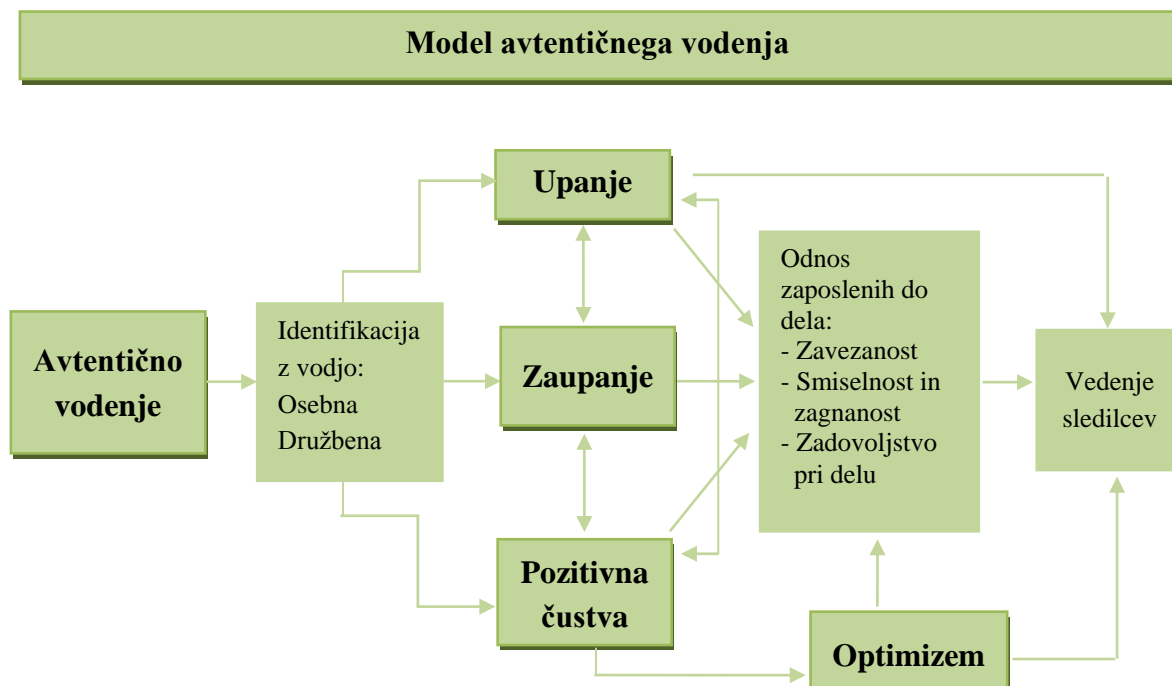 Model avtentičnega vodenja
Upanje
Avtentično
vodenje
Identifikacija
z vodjo:
Osebna
Družbena
Zaupanje
Pozitivna
čustva
Odnos
zaposlenih do
dela:
- Zavezanost
- Smiselnost in
zagnanost
- Zadovoljstvo
pri delu
Optimizem
Vedenje
sledilcev